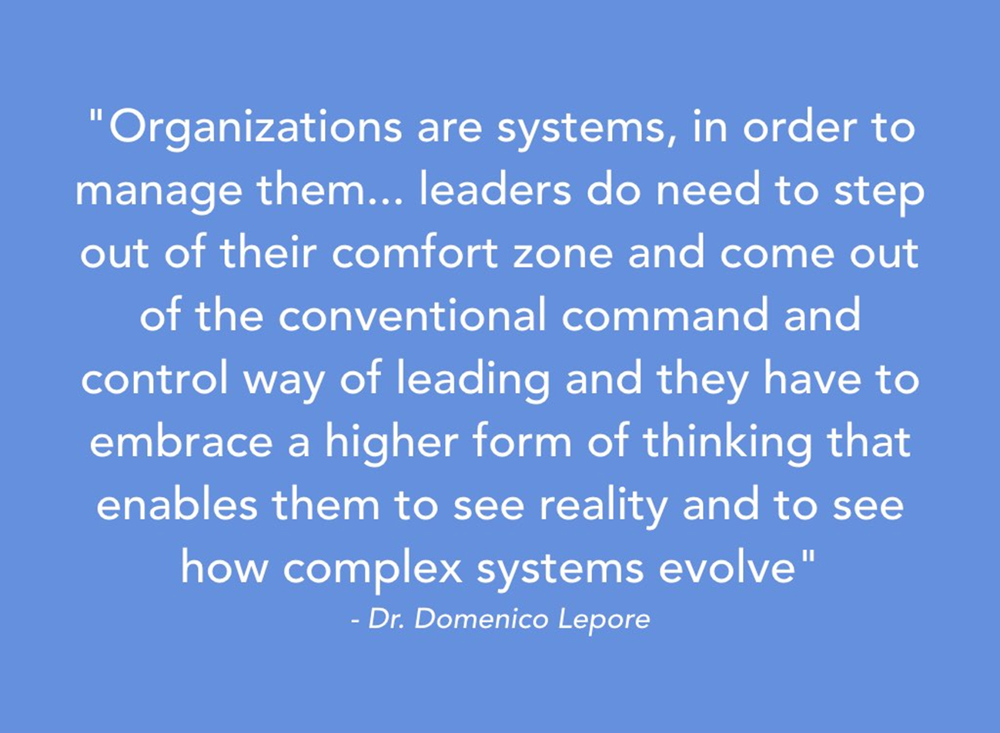 "Organizations are systems, in order to
manage them... leaders do need to step
out of their comfort zone and come out
of the conventional command and
control way of leading and they have to
embrace a higher form of thinking that
enables them to see reality and to see
how complex systems evolve"
- Dr. Domenico Lepore